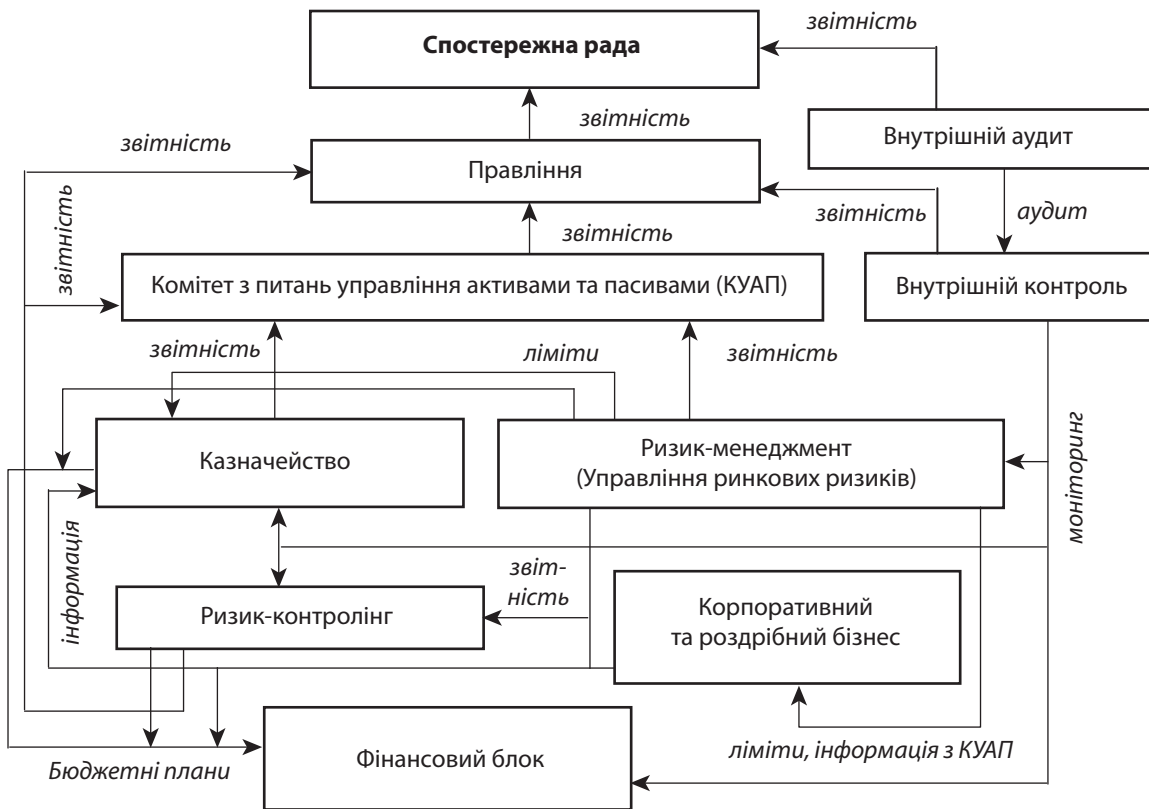 звітність
Спостережна рада
звітність
Внутрішній аудит
звітність
Правління
звітність
аудит
звітність
звітність
Комітет з питань управління активами та пасивами (КУАП)
Внутрішній контроль
звітність
ліміти
звітність
Казначейство
Ризик-менеджмент
(Управління ринкових ризиків)
моніторинг
інформація
звіт-
ність
Ризик-контролінг
Корпоративний
та роздрібний бізнес
ліміти, інформація з КУАП
Бюджетні плани
Фінансовий блок